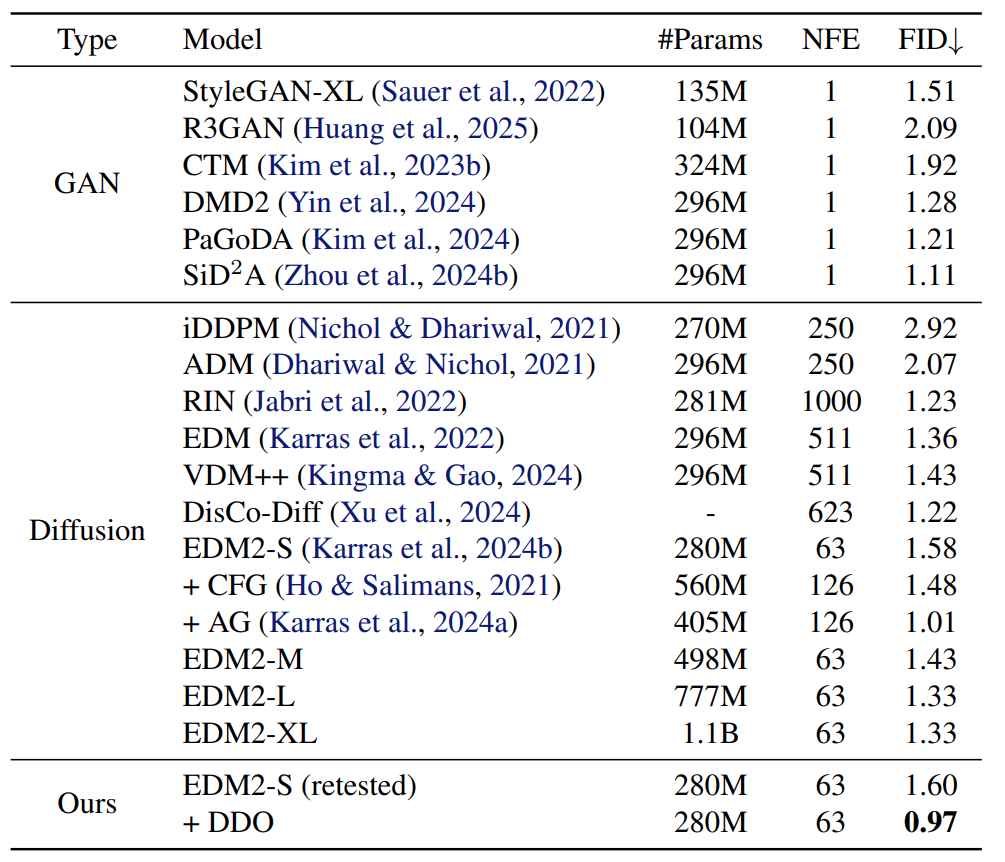 Type Model #Params NFE FID↓
GAN
StyleGAN-XL (Sauer et al., 2022) 135M 1 1.51
R3GAN (Huang et al., 2025) 104M 1 2.09
CTM (Kim et al., 2023b) 324M 1 1.92
DMD2 (Yin et al., 2024) 296M 1 1.28
PaGoDA (Kim et al., 2024) 296M 1 1.21
SiD²A (Zhou et al., 2024b) 296M 1 1.11
Diffusion
iDDPM (Nichol & Dhariwal, 2021) 270M 250 2.92
ADM (Dhariwal & Nichol, 2021) 296M 250 2.07
RIN (Jabri et al., 2022) 281M 1000 1.23
EDM (Karras et al., 2022) 296M 511 1.36
VDM++ (Kingma & Gao, 2024) 296M 511 1.43
DisCo-Diff (Xu et al., 2024) - 623 1.22
EDM2-S (Karras et al., 2024b) 280M 63 1.58
+ CFG (Ho & Salimans, 2021) 560M 126 1.48
+ AG (Karras et al., 2024a) 405M 126 1.01
EDM2-M 498M 63 1.43
EDM2-L 777M 63 1.33
EDM2-XL 1.1B 63 1.33
Ours
EDM2-S (retested) 280M 63 1.60
+ DDO 280M 63 0.97